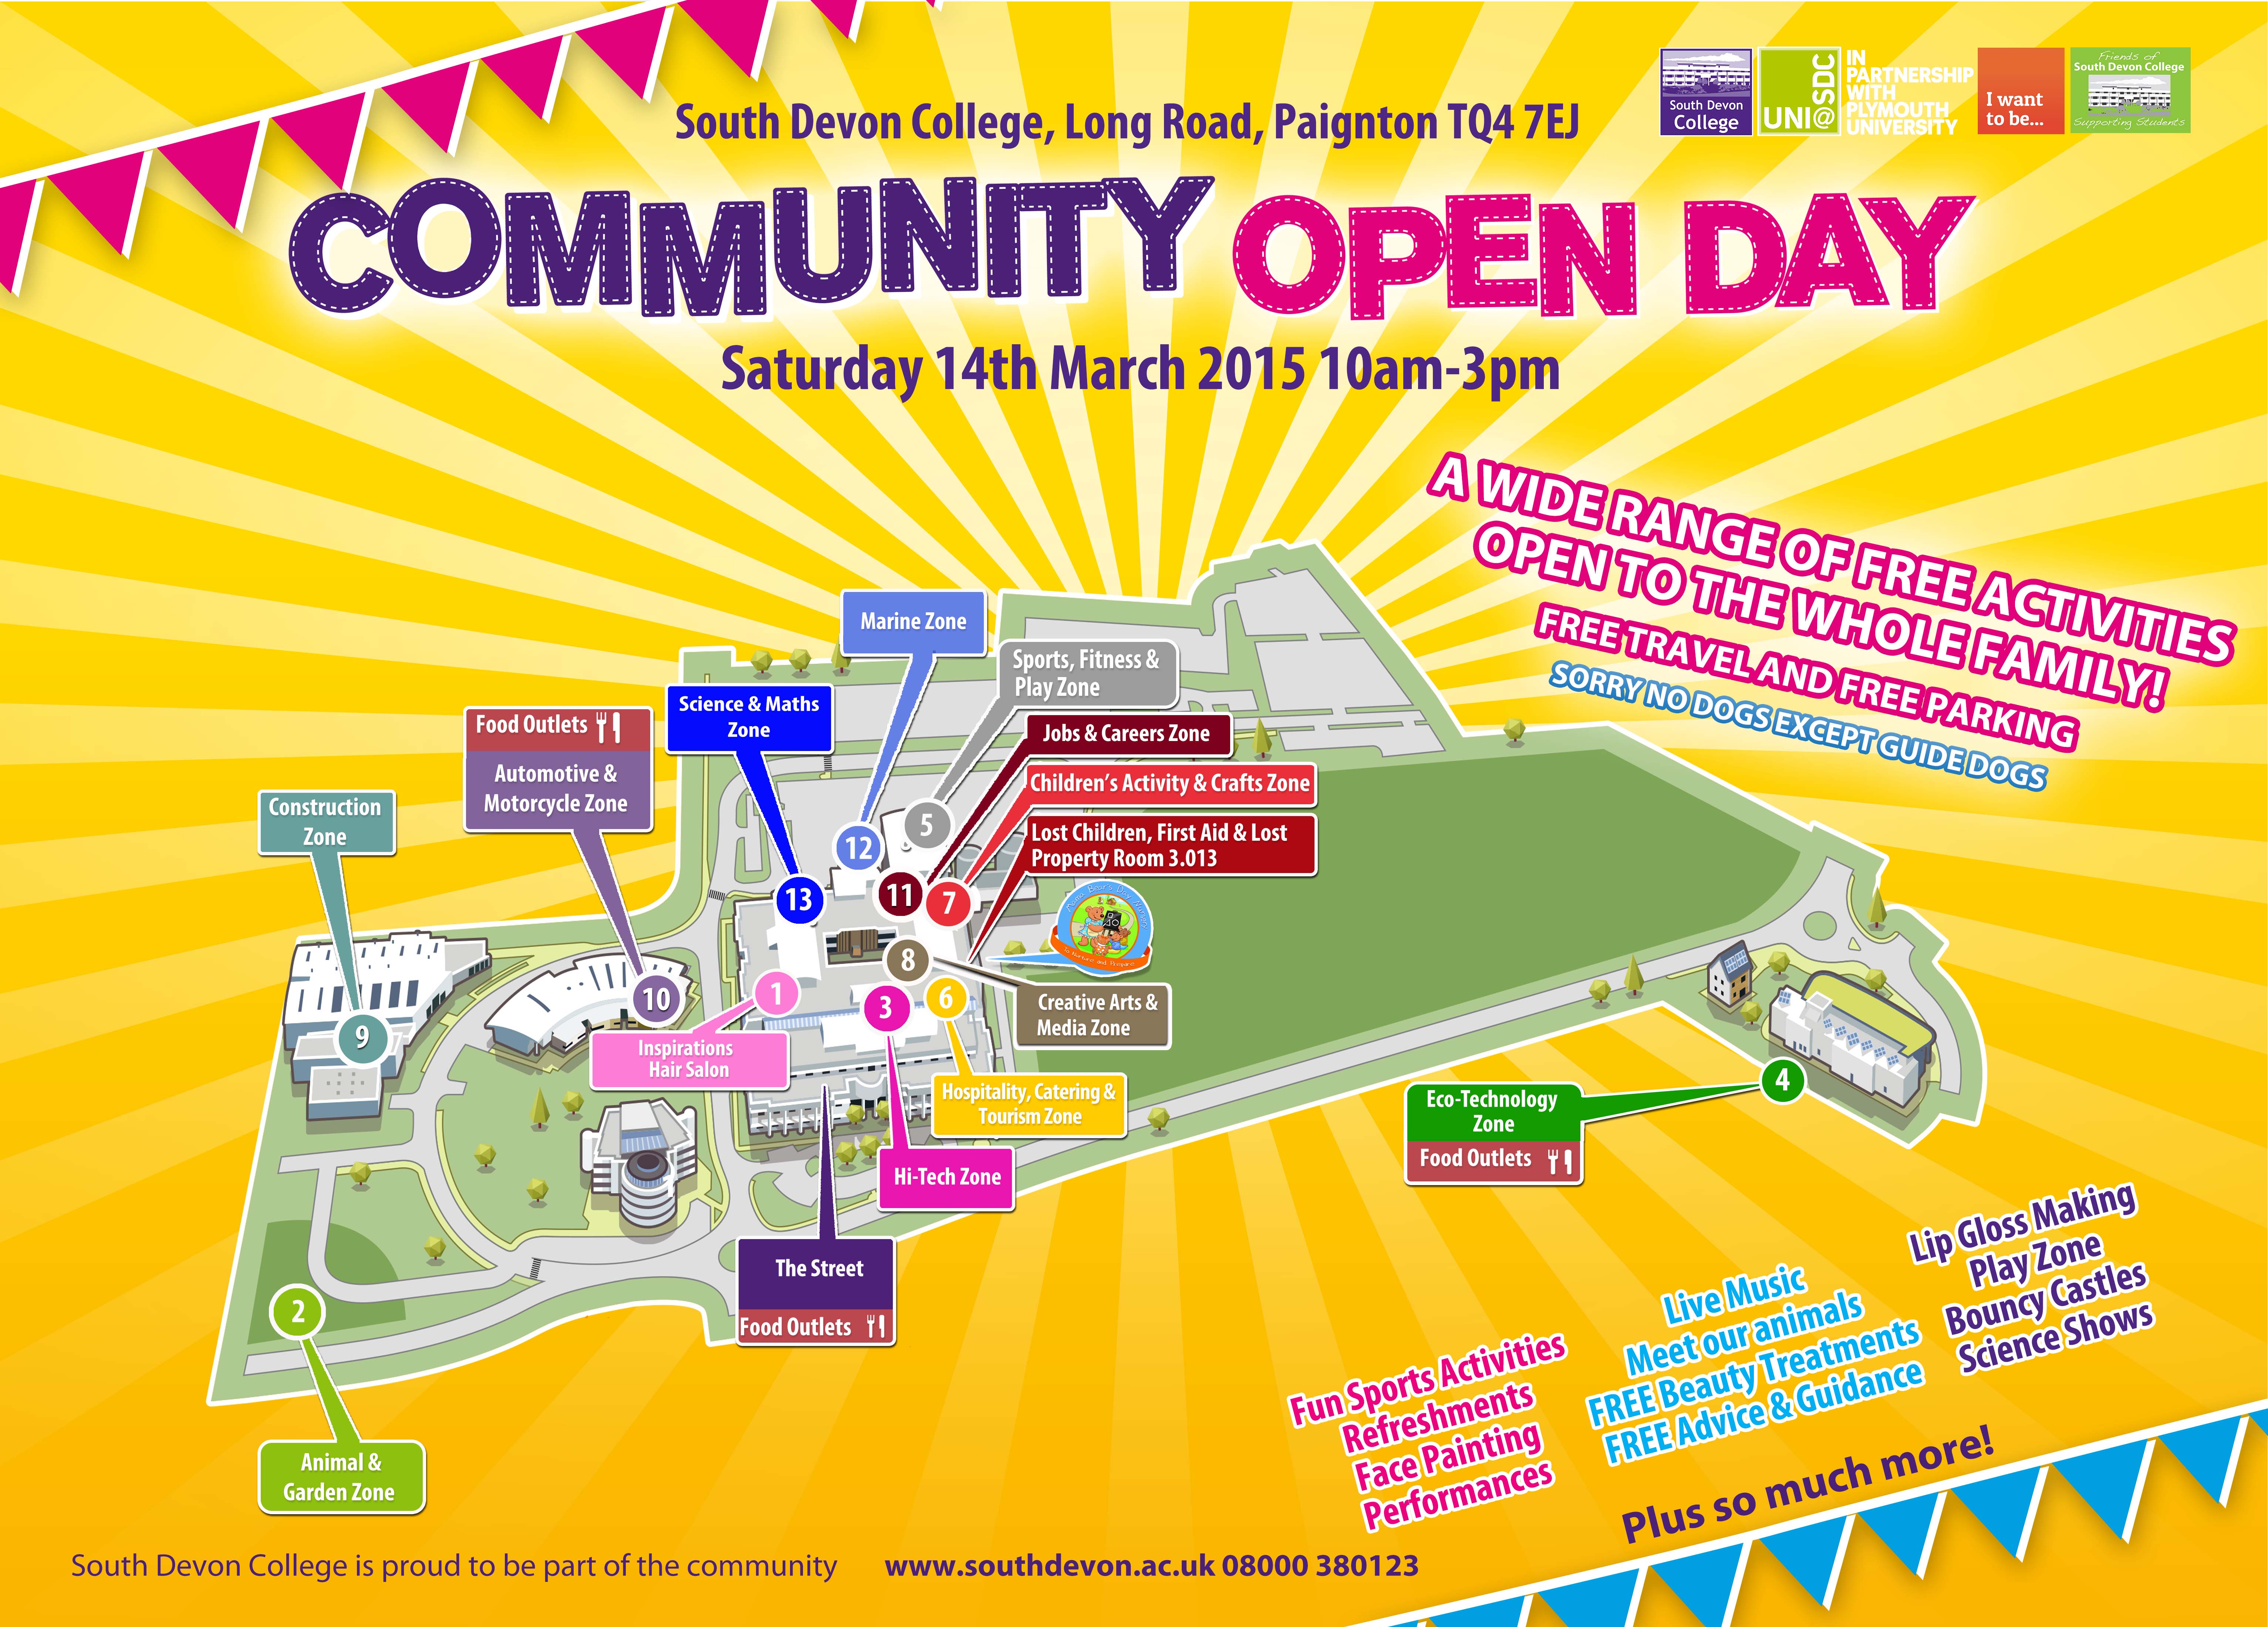 South Devon College, Long Road, Paignton TQ4 7EJ
South Devon
College
UNI@
SDC
IN
PARTNERSHIP
WITH
PLYMOUTH
UNIVERSITY
I want
to be...
Friends of
South Devon College
Supporting Students
COMMUNITY OPEN DAY
Saturday 14th March 2015 10am-3pm
A WIDE RANGE OF FREE ACTIVITIES
OPEN TO THE WHOLE FAMILY!
FREE TRAVEL AND FREE PARKING
SORRY NO DOGS EXCEPT GUIDE DOGS
Marine Zone
Sports, Fitness &
Play Zone
Science & Maths
Zone
Food Outlets
Automotive &
Motorcycle Zone
Jobs & Careers Zone
Children's Activity & Crafts Zone
Construction
Zone
Lost Children, First Aid & Lost
Property Room 3.013
5
12
11
7
13
8
10
1
3
6
9
Creative Arts &
Media Zone
Inspirations
Hair Salon
Hospitality, Catering &
Tourism Zone
4
Eco-Technology
Zone
Food Outlets
Hi-Tech Zone
The Street
Food Outlets
2
Animal &
Garden Zone
Fun Sports Activities
Refreshments
Face Painting
Performances
Live Music
Meet our animals
FREE Beauty Treatments
FREE Advice & Guidance
Lip Gloss Making
Play Zone
Bouncy Castles
Science Shows
Plus so much more!
South Devon College is proud to be part of the community
www.southdevon.ac.uk 08000 380123